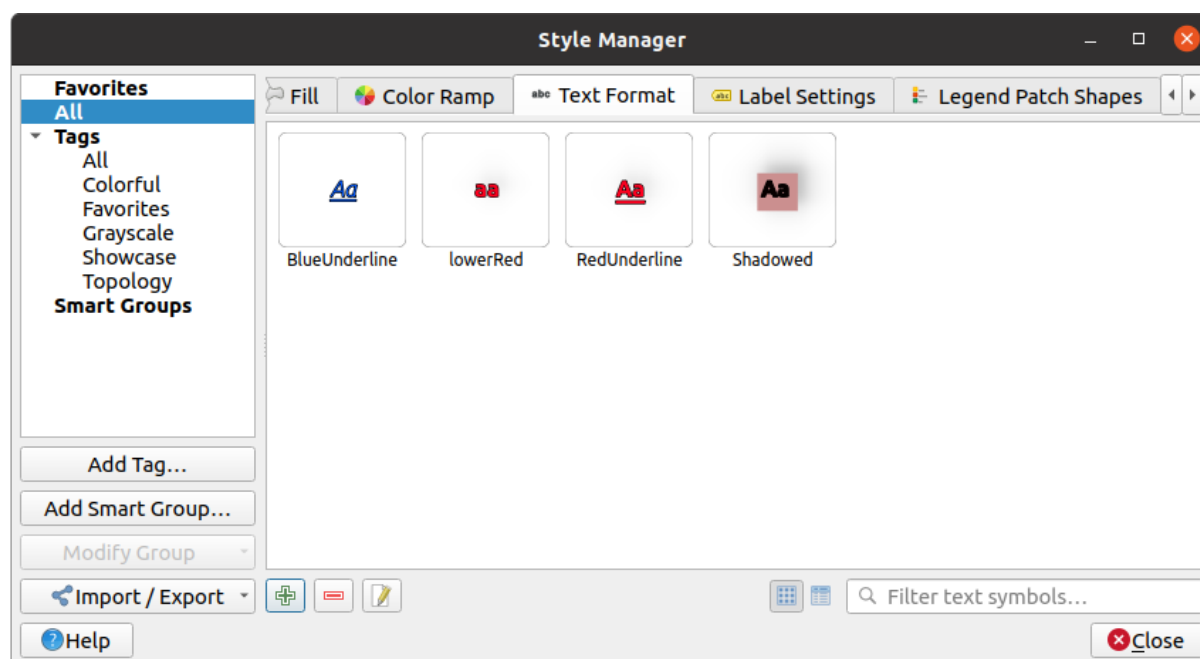 Style Manager
Favorites
All
Tags
All
Colorful
Favorites
Grayscale
Showcase
Topology
Smart Groups
Add Tag...
Add Smart Group...
Modify Group
Import / Export
Help
Fill
Color Ramp
abc Text Format
abc Label Settings
Legend Patch Shapes
Aa
BlueUnderline
aa
lowerRed
Aa
RedUnderline
Aa
Shadowed
Filter text symbols...
Close